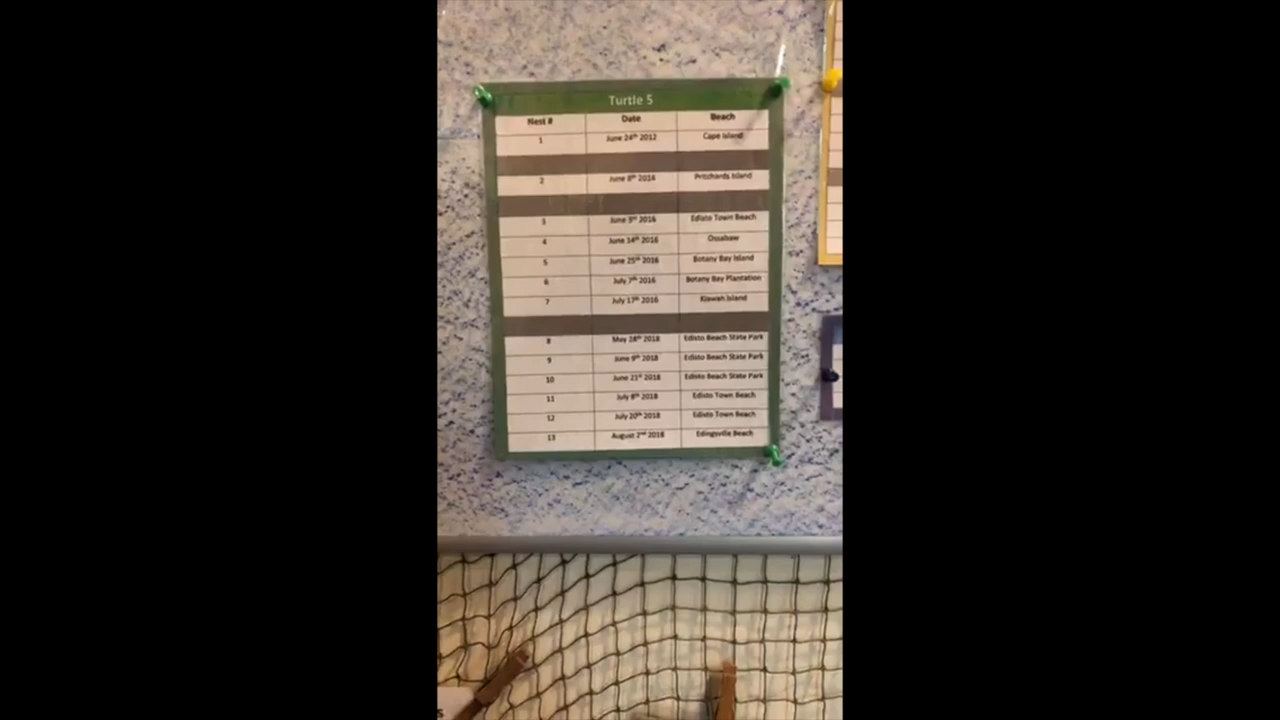 Turtle 5
Nest # Date Beach
1 June 24th 2012 Cape Island
2 June 8th 2014 Pritchards Island
3 June 3rd 2016 Edisto Town Beach
4 June 14th 2016 Ossabaw
5 June 25th 2016 Botany Bay Island
6 July 7th 2016 Botany Bay Plantation
7 July 17th 2016 Kiawah Island
8 May 28th 2018 Edisto Beach State Park
9 June 9th 2018 Edisto Beach State Park
10 June 21st 2018 Edisto Beach State Park
11 July 8th 2018 Edisto Town Beach
12 July 20th 2018 Edisto Town Beach
13 August 2nd 2018 Edingsville Beach